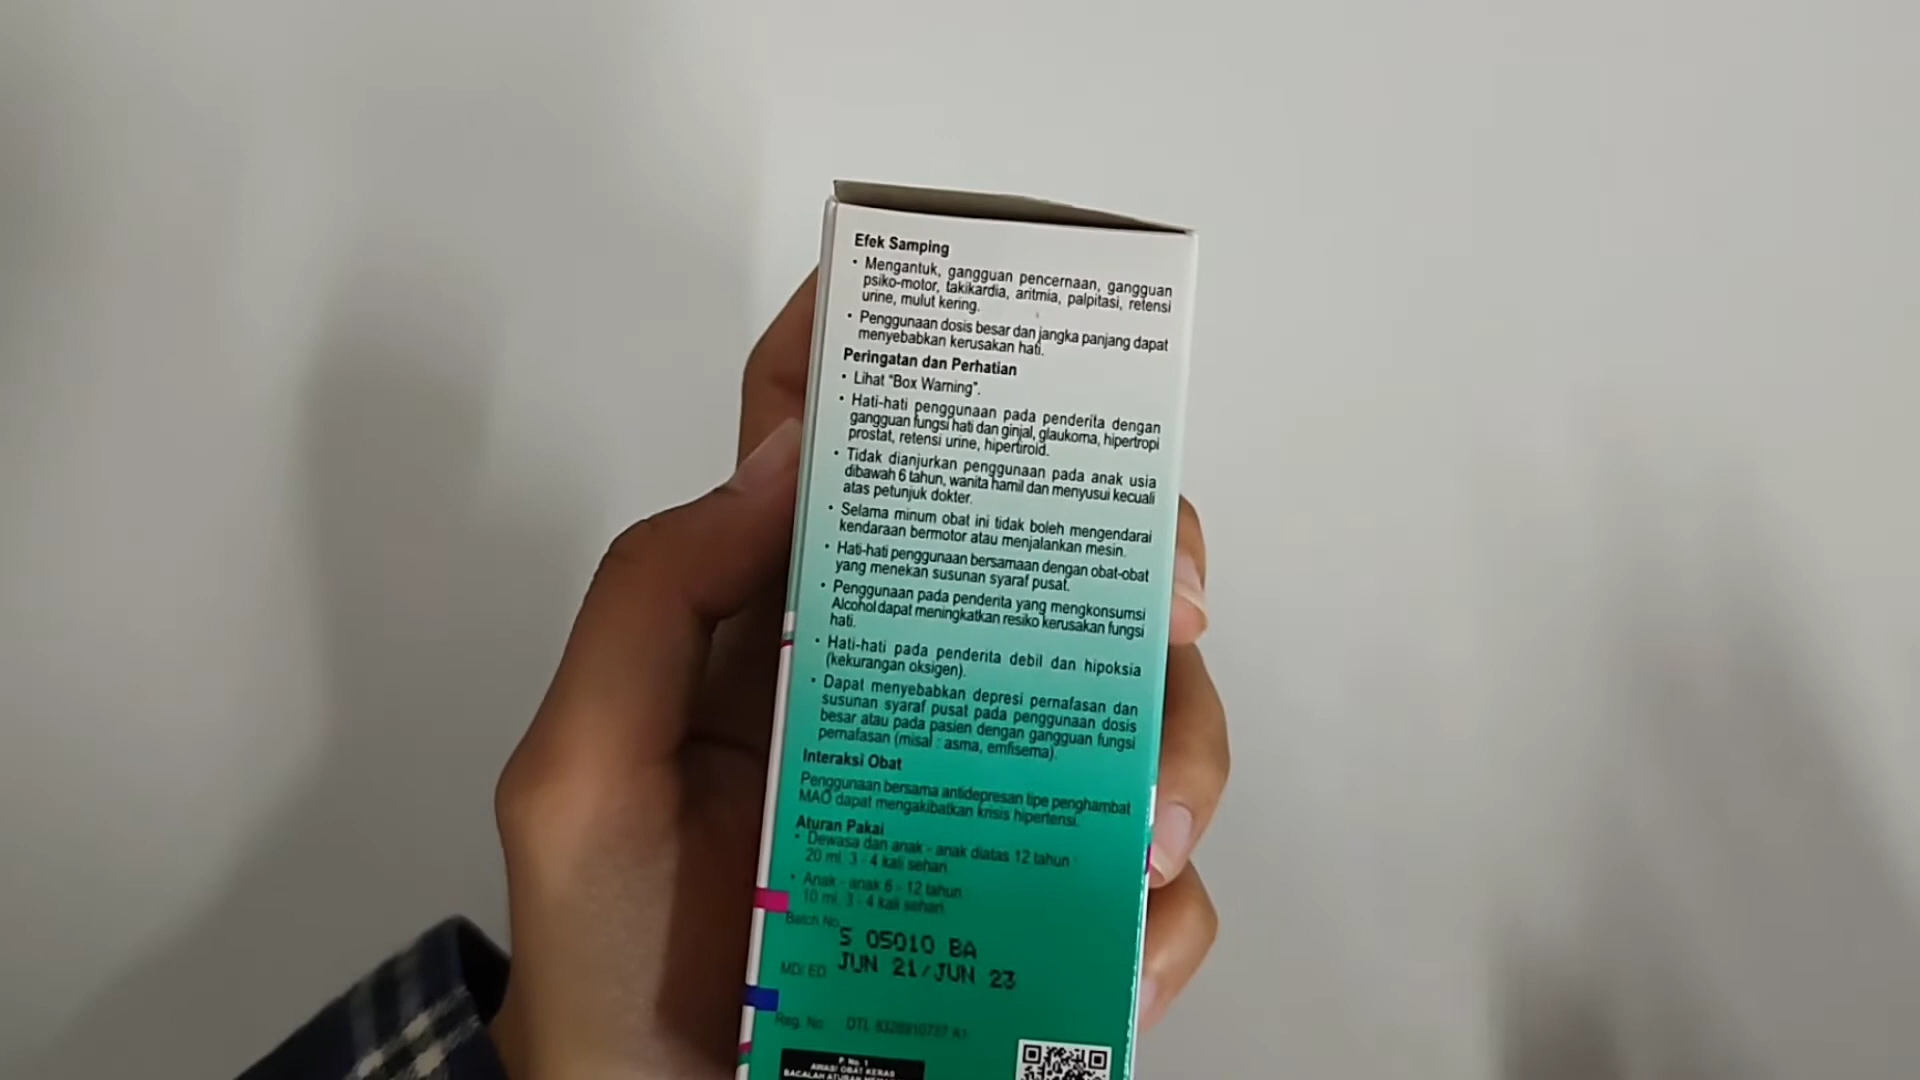 Efek Samping
• Mengantuk, gangguan pencernaan, gangguan
psiko-motor, takikardia, aritmia, palpitasi, retensi
urine, mulut kering.
• Penggunaan dosis besar dan jangka panjang dapat
menyebabkan kerusakan hati.
Peringatan dan Perhatian
• Lihat "Box Warning".
• Hati-hati penggunaan pada penderita dengan
gangguan fungsi hati dan ginjal, glaukoma, hipertropi
prostat, retensi urine, hipertiroid.
• Tidak dianjurkan penggunaan pada anak usia
dibawah 6 tahun, wanita hamil dan menyusui kecuali
atas petunjuk dokter.
• Selama minum obat ini tidak boleh mengendarai
kendaraan bermotor atau menjalankan mesin.
• Hati-hati penggunaan bersamaan dengan obat-obat
yang menekan susunan syaraf pusat.
• Penggunaan pada penderita yang mengkonsumsi
Alcohol dapat meningkatkan resiko kerusakan fungsi
hati.
• Hati-hati pada penderita debil dan hipoksia
(kekurangan oksigen).
• Dapat menyebabkan depresi pernafasan dan
susunan syaraf pusat pada penggunaan dosis
besar atau pada pasien dengan gangguan fungsi
pernafasan (misal : asma, emfisema).
Interaksi Obat
Penggunaan bersama antidepresan tipe penghambat
MAO dapat mengakibatkan krisis hipertensi.
Aturan Pakai
• Dewasa dan anak - anak diatas 12 tahun :
20 ml, 3 - 4 kali sehari.
• Anak - anak 6 - 12 tahun
10 ml, 3 - 4 kali sehari.
Batch No.
S 05010 BA
MD/ED JUN 21/JUN 23
Reg. No. DTL
P. No. 1
AWAS! OBAT KERAS
BACALAH ATURAN